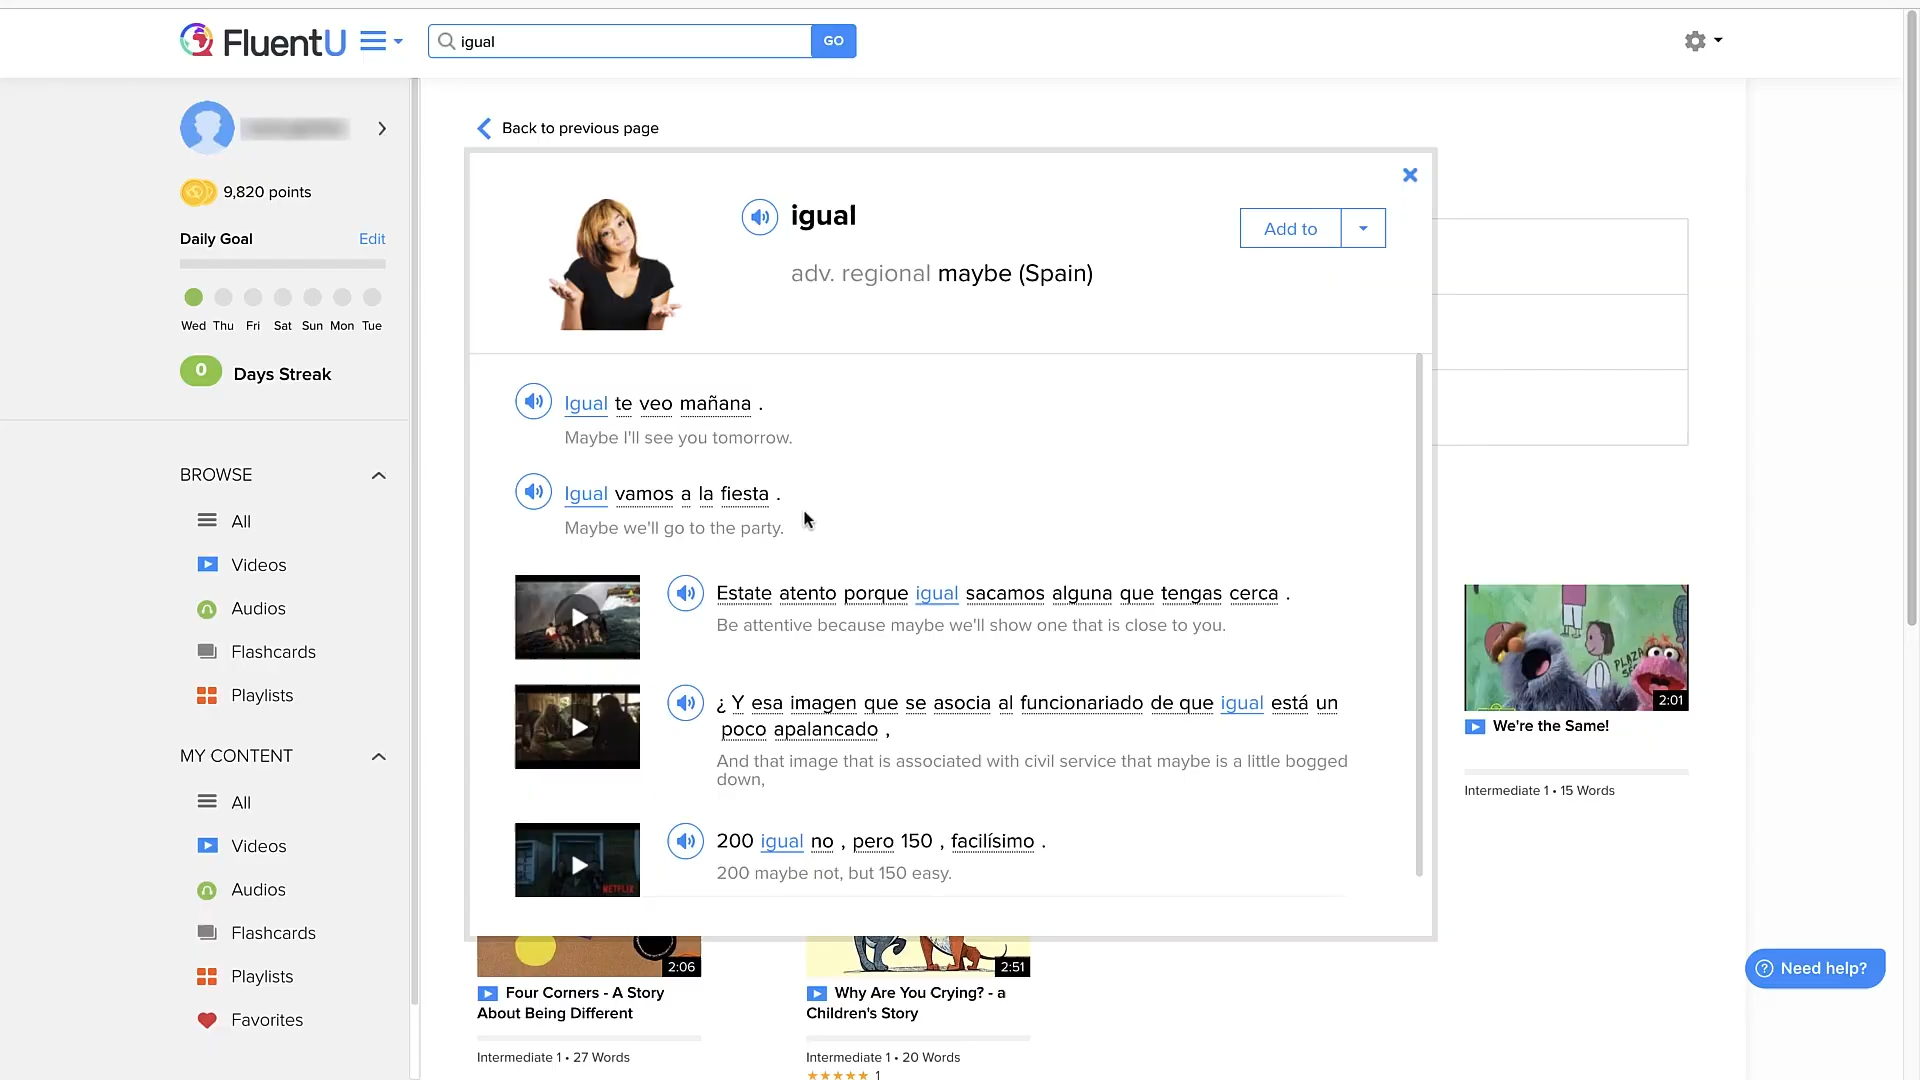 FluentU
igual
GO
9,820 points
Daily Goal Edit
Wed Thu Fri Sat Sun Mon Tue
0 Days Streak
BROWSE
All
Videos
Audios
Flashcards
Playlists
MY CONTENT
All
Videos
Audios
Flashcards
Playlists
Favorites
Back to previous page
igual
adv. regional maybe (Spain)
Add to
Igual te veo mañana .
Maybe I'll see you tomorrow.
Igual vamos a la fiesta .
Maybe we'll go to the party.
Estate atento porque igual sacamos alguna que tengas cerca .
Be attentive because maybe we'll show one that is close to you.
¿ Y esa imagen que se asocia al funcionariado de que igual está un
poco apalancado ,
And that image that is associated with civil service that maybe is a little bogged
down,
200 igual no , pero 150 , facilísimo .
200 maybe not, but 150 easy.
NETFLIX
PLAZA
2:01
We're the Same!
Intermediate 1 • 15 Words
2:06
Four Corners - A Story
About Being Different
Intermediate 1 • 27 Words
2:51
Why Are You Crying? - a
Children's Story
Intermediate 1 • 20 Words
1
Need help?